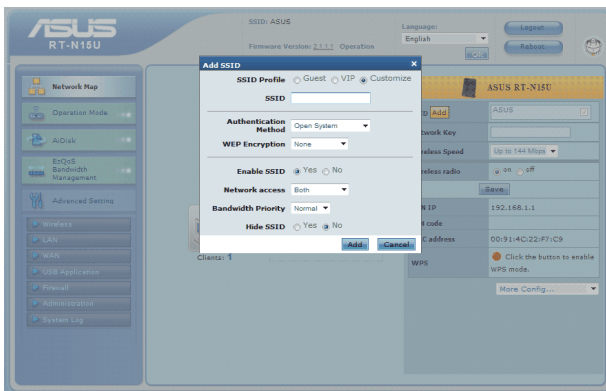 ASUS
RT-N15U
SSID: ASUS
Firmware Version: 2.1.1.1 Operation
Language:
English
Logout
Reboot
Network Map
Operation Mode
AiDisk
EzQoS
Bandwidth
Management
Advanced Setting
Wireless
LAN
WAN
USB Application
Firewall
Administration
System Log
Add SSID
SSID Profile Guest VIP Customize
SSID
Authentication
Method Open System
WEP Encryption None
Enable SSID Yes No
Network access Both
Bandwidth Priority Normal
Hide SSID Yes No
Add Cancel
Clients: 1
ASUS RT-N15U
Add ASUS
Key
Speed Up to 144 Mbps
radio on off
Save
IP 192.168.1.1
code
address 00:91:4C:22:F7:C9
WPS Click the button to enable
WPS mode.
More Config...